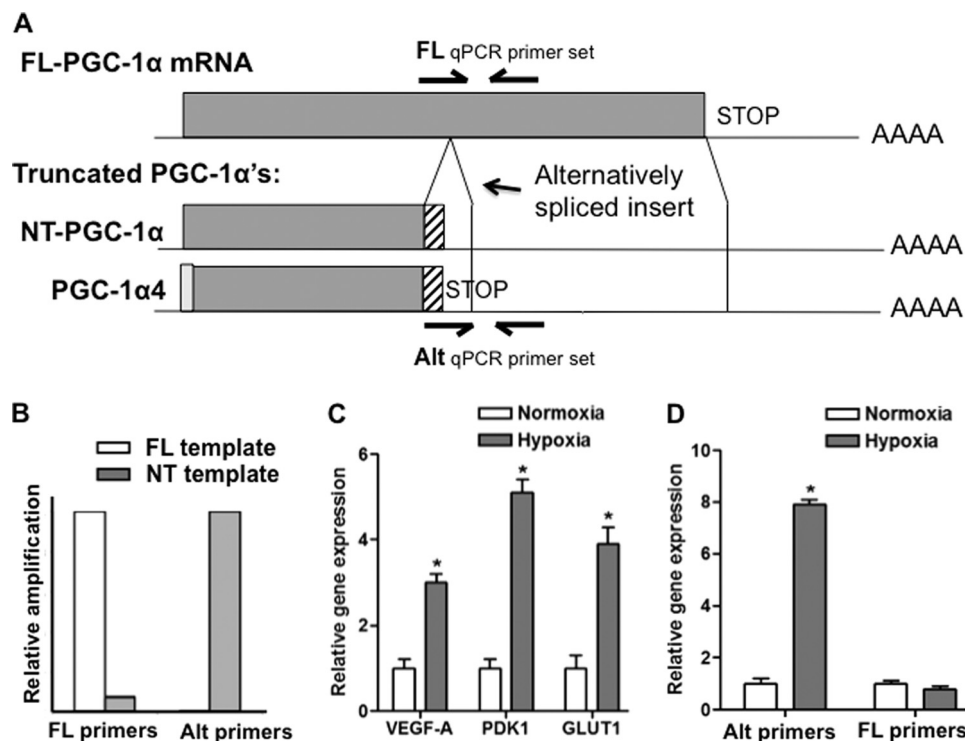 A
FL qPCR primer set
FL-PGC-1α mRNA
STOP
AAAA
Truncated PGC-1α's:
Alternatively
spliced insert
NT-PGC-1α
AAAA
PGC-1α4
STOP
AAAA
Alt qPCR primer set
B
FL template
NT template
Relative amplification
FL primers
Alt primers
C
Normoxia
Hypoxia
Relative gene expression
6
4
2
0
*
*
*
VEGF-A
PDK1
GLUT1
D
Normoxia
Hypoxia
Relative gene expression
10
8
6
4
2
0
*
Alt primers
FL primers